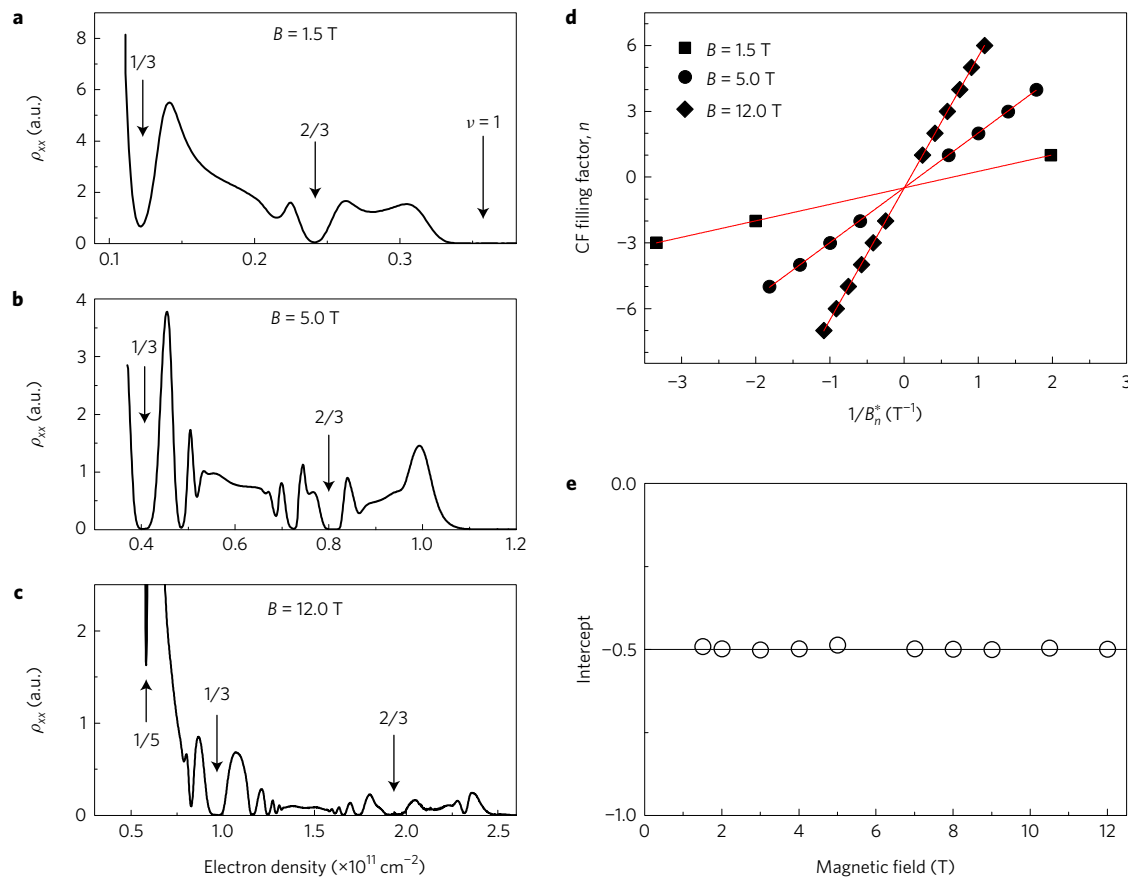 a
B = 1.5 T
1/3
2/3
ν = 1
ρxx (a.u.)
8
6
4
2
0
0.1
0.2
0.3
b
B = 5.0 T
1/3
2/3
ρxx (a.u.)
4
3
2
1
0
0.4
0.6
0.8
1.0
1.2
c
B = 12.0 T
1/5
1/3
2/3
ρxx (a.u.)
2
1
0
0.5
1.0
1.5
2.0
2.5
Electron density (×10¹¹ cm⁻²)
d
B = 1.5 T
B = 5.0 T
B = 12.0 T
CF filling factor, n
6
3
0
−3
−6
−3
−2
−1
0
1
2
3
1/B*n (T⁻¹)
e
Intercept
0.0
−0.5
−1.0
0
2
4
6
8
10
12
Magnetic field (T)